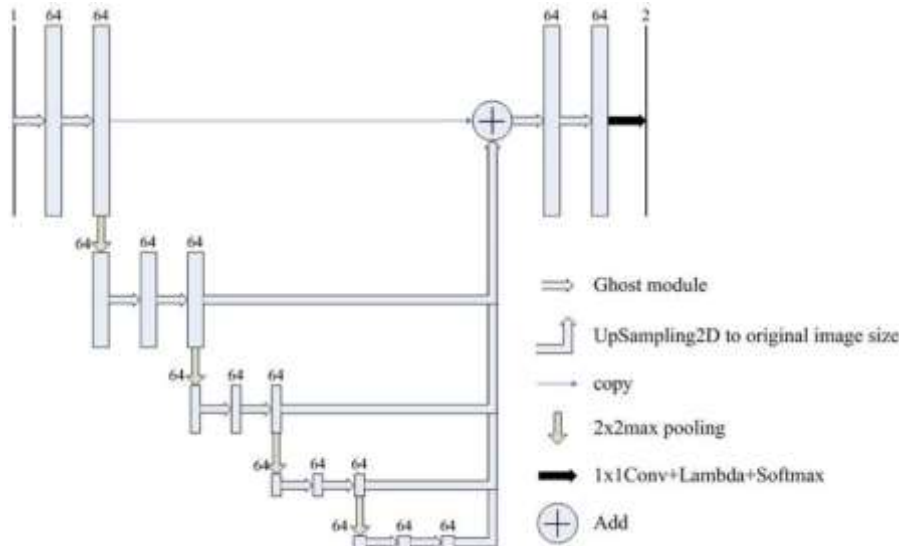 1 64 64 64 64 2
64 64 64
64 64 64
64 64 64
64 64 64
Ghost module
UpSampling2D to original image size
copy
2x2max pooling
1x1Conv+Lambda+Softmax
Add